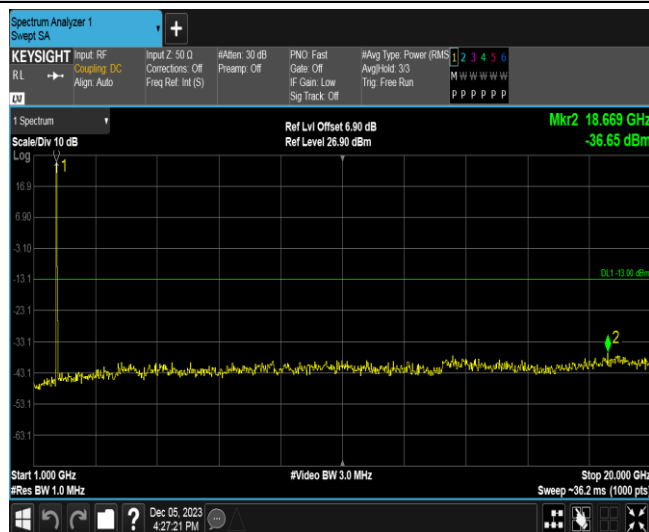 Spectrum Analyzer 1
Swept SA
+
KEYSIGHT
RL
LXI
Input: RF
Coupling: DC
Align: Auto
Input Z: 50 Ω
Corrections: Off
Freq Ref: Int (S)
#Atten: 30 dB
Preamp: Off
PNO: Fast
Gate: Off
IF Gain: Low
Sig Track: Off
#Avg Type: Power (RMS
Avg|Hold: 3/3
Trig: Free Run
1 2 3 4 5 6
M W W W W W
P P P P P P
1 Spectrum
Scale/Div 10 dB
Ref Lvl Offset 6.90 dB
Ref Level 26.90 dBm
Mkr2 18.669 GHz
-36.65 dBm
Log
1
16.9
6.90
-3.10
-13.1
DL1 -13.00 dBm
-23.1
2
-33.1
-43.1
-53.1
-63.1
Start 1.000 GHz
#Video BW 3.0 MHz
Stop 20.000 GHz
#Res BW 1.0 MHz
Sweep ~36.2 ms (1000 pts)
?
Dec 05, 2023
4:27:21 PM